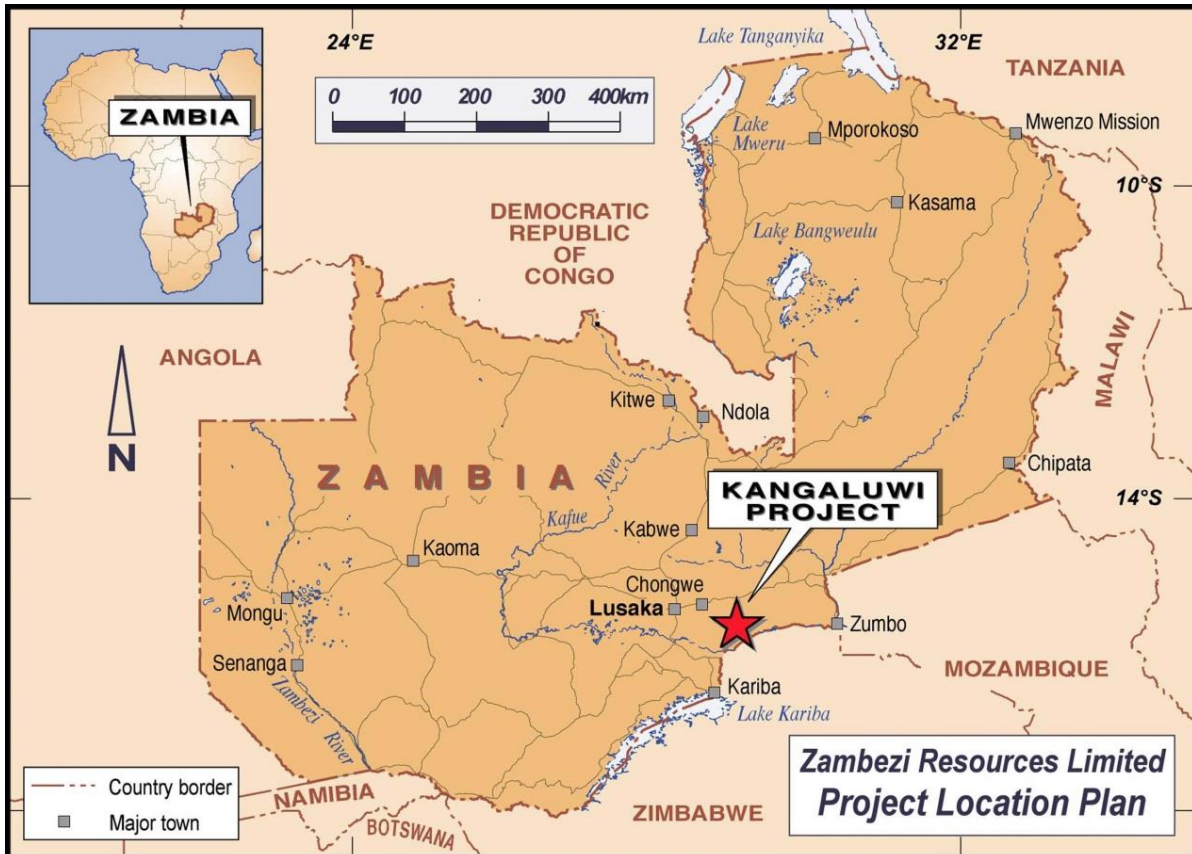 24°E
32°E
Lake Tanganyika
TANZANIA
ZAMBIA
0 100 200 300 400km
Lake
Mweru
Mporokoso
Mwenzo Mission
10°S
Kasama
DEMOCRATIC
REPUBLIC
OF
CONGO
Lake Bangweulu
ANGOLA
MALAWI
N
Kitwe
Ndola
ZAMBIA
River
Kafue
Chipata
KANGALUWI
PROJECT
14°S
Kabwe
Kaoma
Chongwe
Lusaka
Mongu
Zumbo
Senanga
Zambezi
River
MOZAMBIQUE
Kariba
Lake Kariba
Zambezi Resources Limited
Project Location Plan
Country border
Major town
NAMIBIA
BOTSWANA
ZIMBABWE